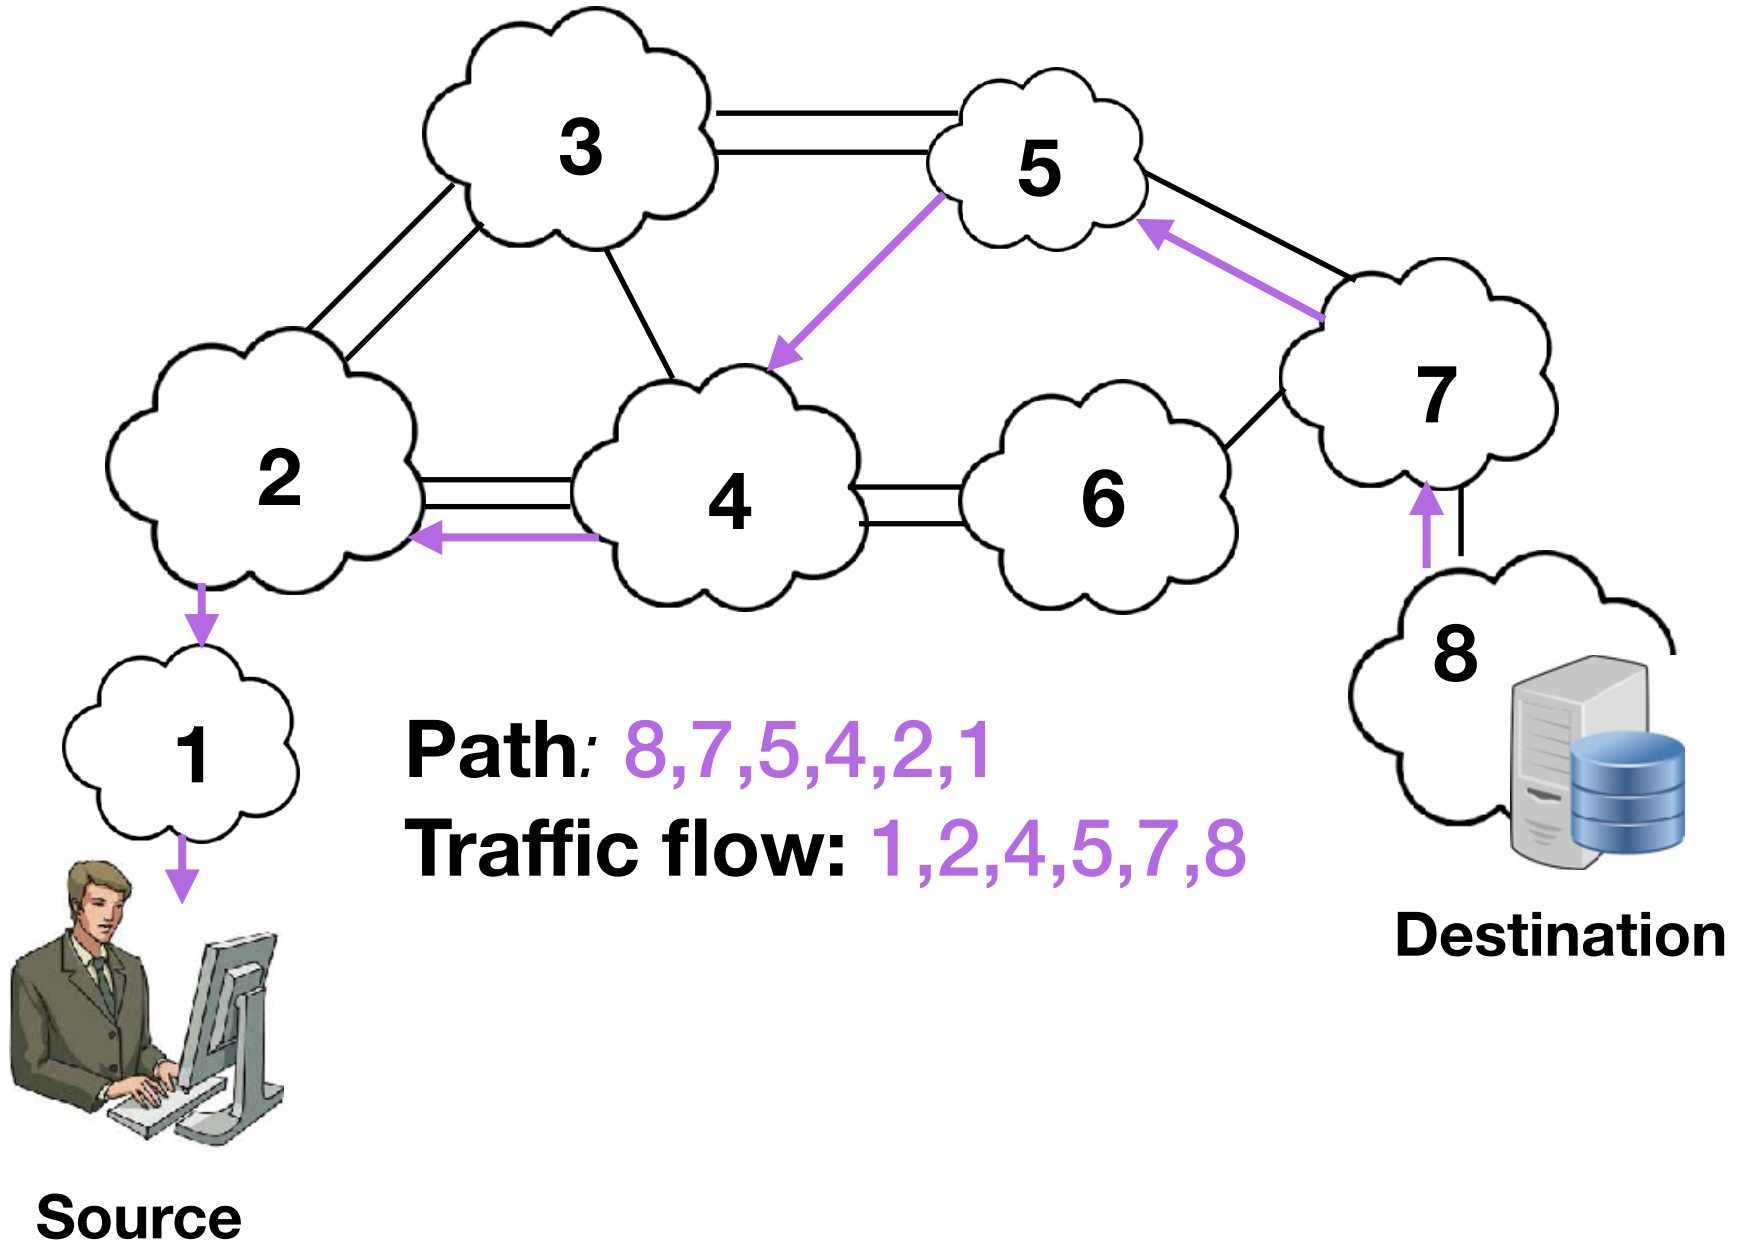 3
5
7
2
4
6
8
1
Path: 8,7,5,4,2,1
Traffic flow: 1,2,4,5,7,8
Destination
Source